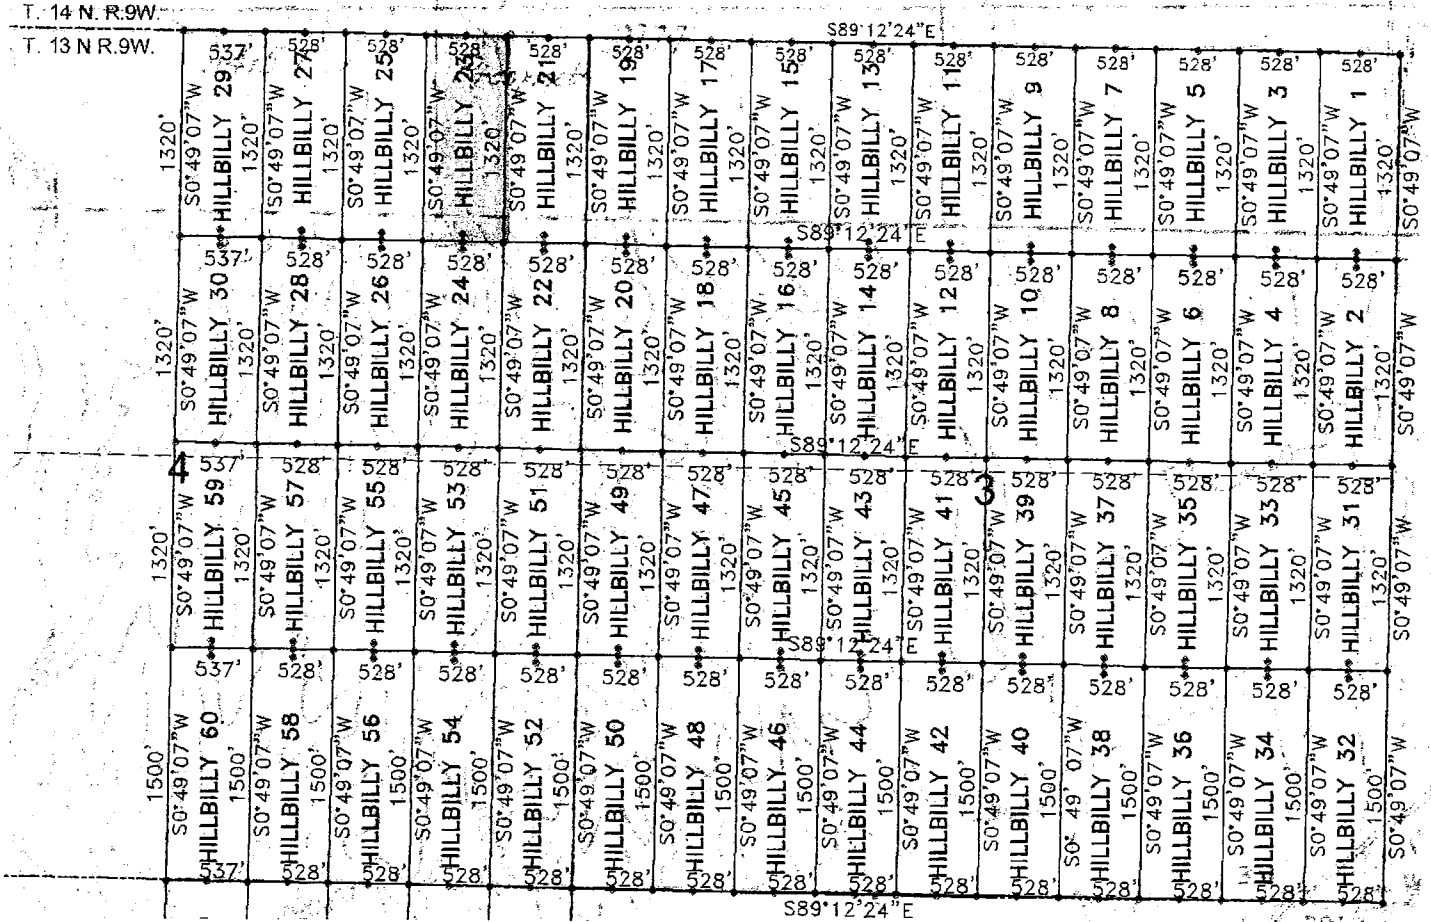 T. 14 N. R.9W.
T. 13 N R.9W.
S89°12'24"E
537' 528' 528' 528' 528' 528' 528' 528' 528' 528' 528' 528' 528' 528' 528'
1320' S0°49'07"W HILLBILLY 29 1320'
S0°49'07"W HILLBILLY 27 1320'
S0°49'07"W HILLBILLY 25 1320'
S0°49'07"W HILLBILLY 23 1320
S0°49'07"W HILLBILLY 21 1320'
S0°49'07"W HILLBILLY 19 1320'
S0°49'07"W HILLBILLY 17 1320'
S0°49'07"W HILLBILLY 15 1320'
S0°49'07"W HILLBILLY 13 1320'
S0°49'07"W HILLBILLY 11 1320'
S0°49'07"W HILLBILLY 9 1320'
S0°49'07"W HILLBILLY 7 1320'
S0°49'07"W HILLBILLY 5 1320'
S0°49'07"W HILLBILLY 3 1320'
S0°49'07"W HILLBILLY 1 1320'
S0°49'07"W
S89°12'24"E
537' 528' 528' 528' 528' 528' 528' 528' 528' 528' 528' 528' 528' 528' 528'
1320' S0°49'07"W HILLBILLY 30 1320'
S0°49'07"W HILLBILLY 28 1320'
S0°49'07"W HILLBILLY 26 1320'
S0°49'07"W HILLBILLY 24 1320'
S0°49'07"W HILLBILLY 22 1320'
S0°49'07"W HILLBILLY 20 1320'
S0°49'07"W HILLBILLY 18 1320'
S0°49'07"W HILLBILLY 16 1320'
S0°49'07"W HILLBILLY 14 1320'
S0°49'07"W HILLBILLY 12 1320'
S0°49'07"W HILLBILLY 10 1320'
S0°49'07"W HILLBILLY 8 1320'
S0°49'07"W HILLBILLY 6 1320'
S0°49'07"W HILLBILLY 4 1320'
S0°49'07"W HILLBILLY 2 1320'
S0°49'07"W
S89°12'24"E
4 3
537' 528' 528' 528' 528' 528' 528' 528' 528' 528' 528' 528' 528' 528' 528'
1320' S0°49'07"W HILLBILLY 59 1320'
S0°49'07"W HILLBILLY 57 1320'
S0°49'07"W HILLBILLY 55 1320'
S0°49'07"W HILLBILLY 53 1320'
S0°49'07"W HILLBILLY 51 1320'
S0°49'07"W HILLBILLY 49 1320'
S0°49'07"W HILLBILLY 47 1320'
S0°49'07"W HILLBILLY 45 1320'
S0°49'07"W HILLBILLY 43 1320'
S0°49'07"W HILLBILLY 41 1320'
S0°49'07"W HILLBILLY 39 1320'
S0°49'07"W HILLBILLY 37 1320'
S0°49'07"W HILLBILLY 35 1320'
S0°49'07"W HILLBILLY 33 1320'
S0°49'07"W HILBILLY 31 1320'
S0°49'07"W
S89°12'24"E
537' 528' 528' 528' 528' 528' 528' 528' 528' 528' 528' 528' 528' 528' 528'
1500' S0°49'07"W HILLBILLY 60 1500'
S0°49'07"W HILLBILLY 58 1500'
S0°49'07"W HILLBILLY 56 1500'
S0°49'07"W HILLBILLY 54 1500'
S0°49'07"W HILLBILLY 52 1500'
S0°49'07"W HILLBILLY 50 1500'
S0°49'07"W HILLBILLY 48 1500'
S0°49'07"W HILLBILLY 46 1500'
S0°49'07"W HILLBILLY 44 1500'
S0°49'07"W HILLBILLY 42 1500'
S0°49'07"W HILLBILLY 40 1500'
S0°49'07"W HILLBILLY 38 1500'
S0°49'07"W HILLBILLY 36 1500'
S0°49'07"W HILLBILLY 34 1500'
S0°49'07"W HILLBILLY 32 1500'
S0°49'07"W
537' 528' 528' 528' 528' 528' 528' 528' 528' 528' 528' 528' 528' 528' 528'
S89°12'24"E